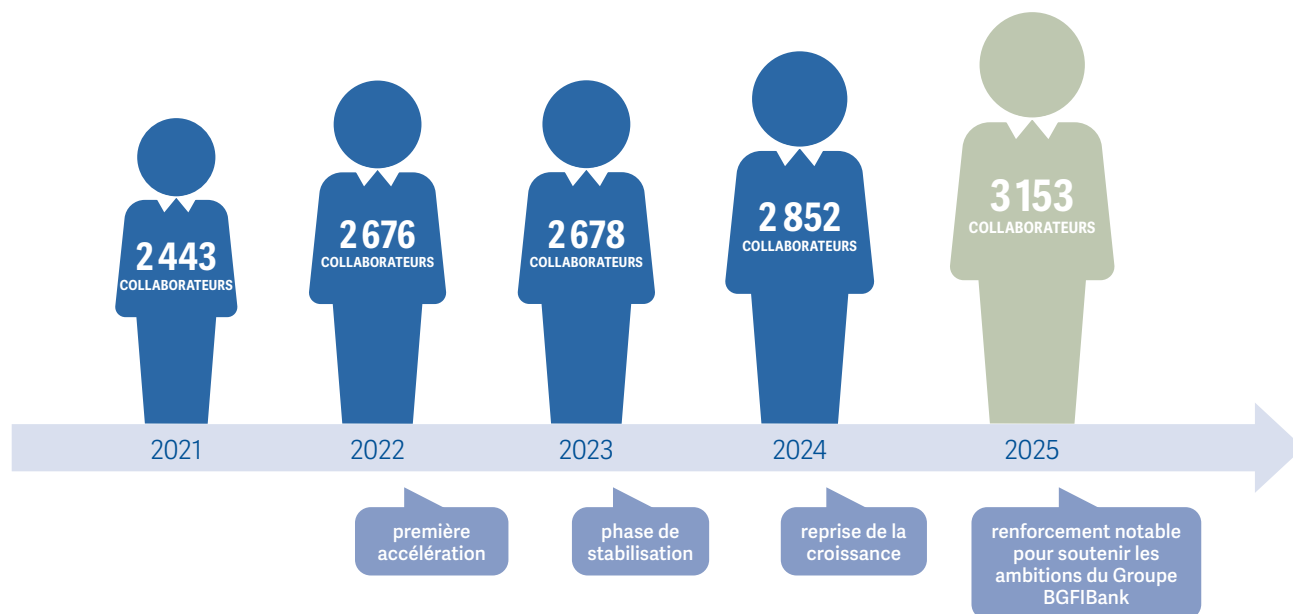 2 443
COLLABORATEURS
2 676
COLLABORATEURS
2 678
COLLABORATEURS
2 852
COLLABORATEURS
3 153
COLLABORATEURS
2021
2022
2023
2024
2025
première
accélération
phase de
stabilisation
reprise de la
croissance
renforcement notable
pour soutenir les
ambitions du Groupe
BGFIBank